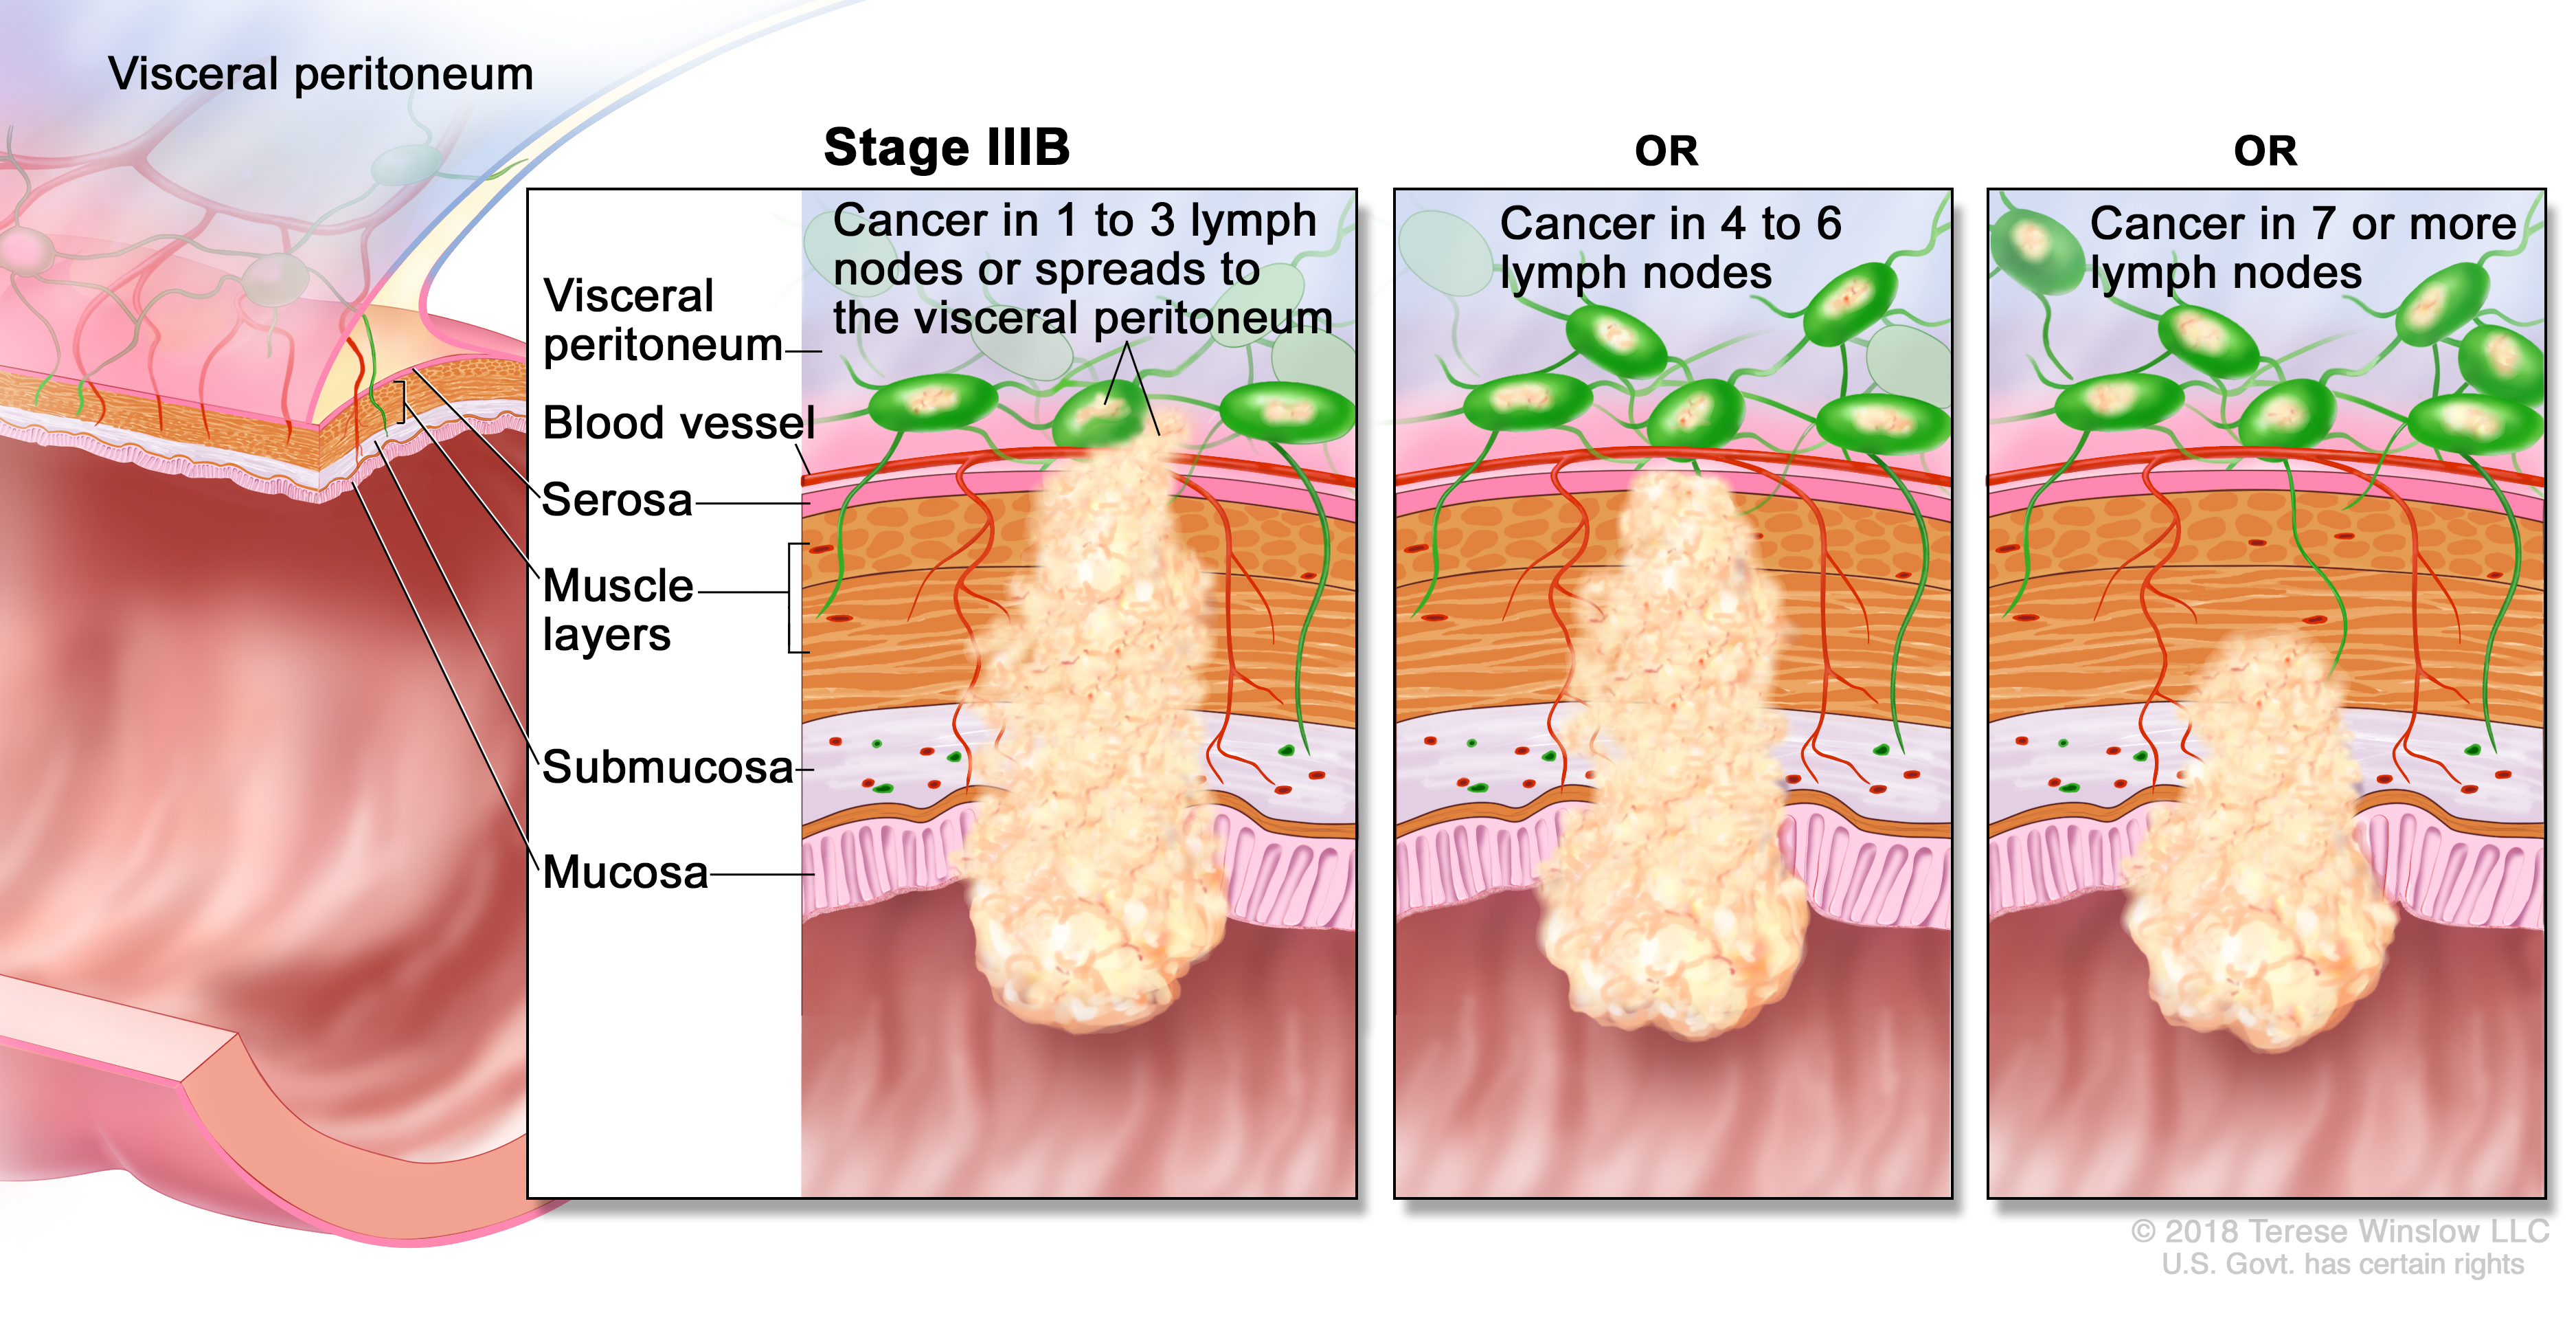 Visceral peritoneum
Stage IIIB
OR
OR
Cancer in 1 to 3 lymph
nodes or spreads to
the visceral peritoneum
Cancer in 4 to 6
lymph nodes
Cancer in 7 or more
lymph nodes
Visceral
peritoneum
Blood vessel
Serosa
Muscle
layers
Submucosa
Mucosa
© 2018 Terese Winslow LLC
U.S. Govt. has certain rights